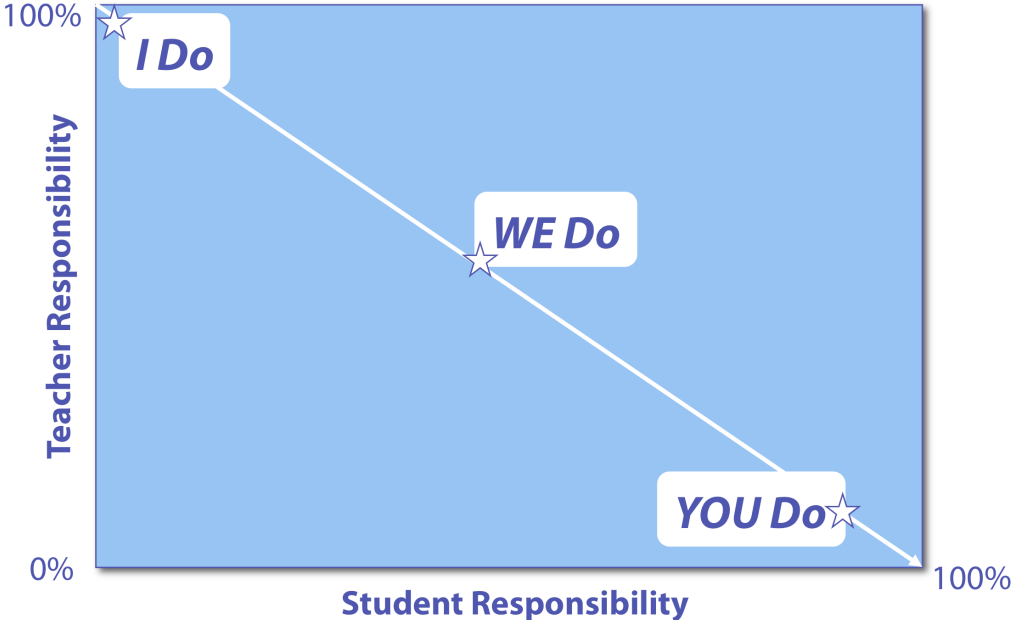 100%
I Do
Teacher Responsibility
WE Do
YOU Do
0%
100%
Student Responsibility